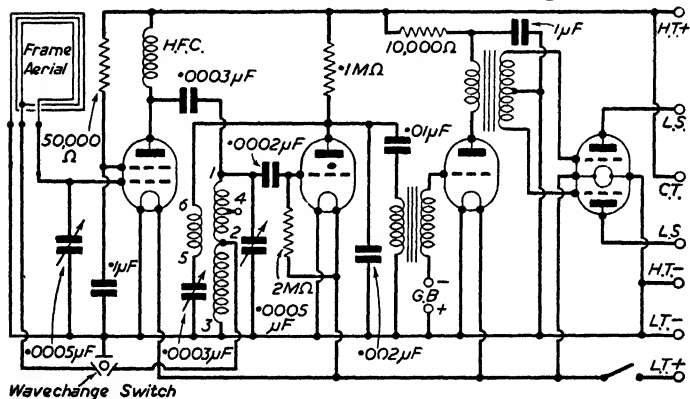 Frame
Aerial
H.F.C.
·0003µF
50,000
Ω
·1µF
·0005µF
Wavechange Switch
6
5
1
4
2
3
·0003µF
·0002µF
2MΩ
·0005
µF
·1MΩ
·01µF
·002µF
G.B
−
+
10,000Ω
1µF
H.T.+
L.S.
C.T.
L.S.
H.T.-
L.T.-
L.T.+